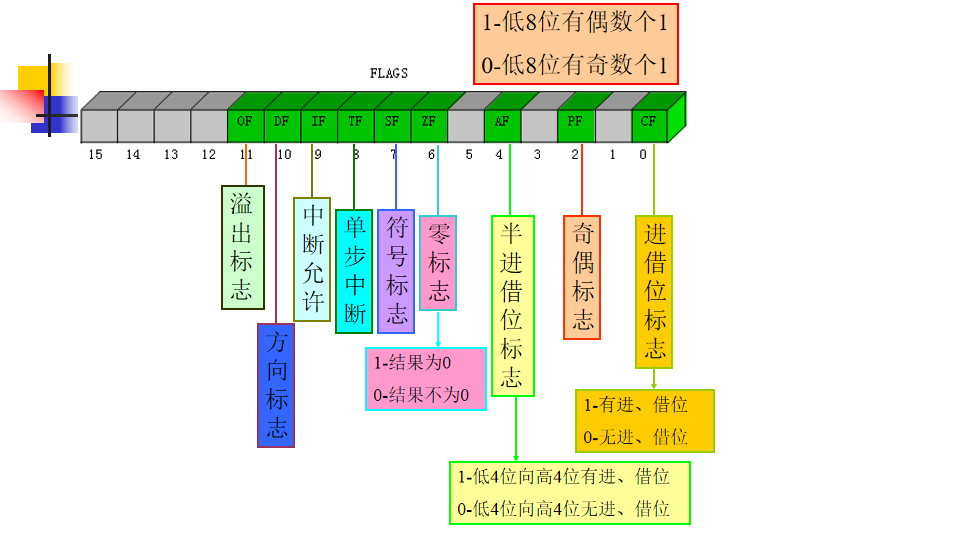 1-低8位有偶数个1
0-低8位有奇数个1
FLAGS
OF DF IF TF SF ZF AF PF CF
15 14 13 12 11 10 9 8 7 6 5 4 3 2 1 0
溢出标志
方向标志
中断允许
单步中断
符号标志
零标志
半进借位标志
奇偶标志
进借位标志
1-结果为0
0-结果不为0
1-有进、借位
0-无进、借位
1-低4位向高4位有进、借位
0-低4位向高4位无进、借位